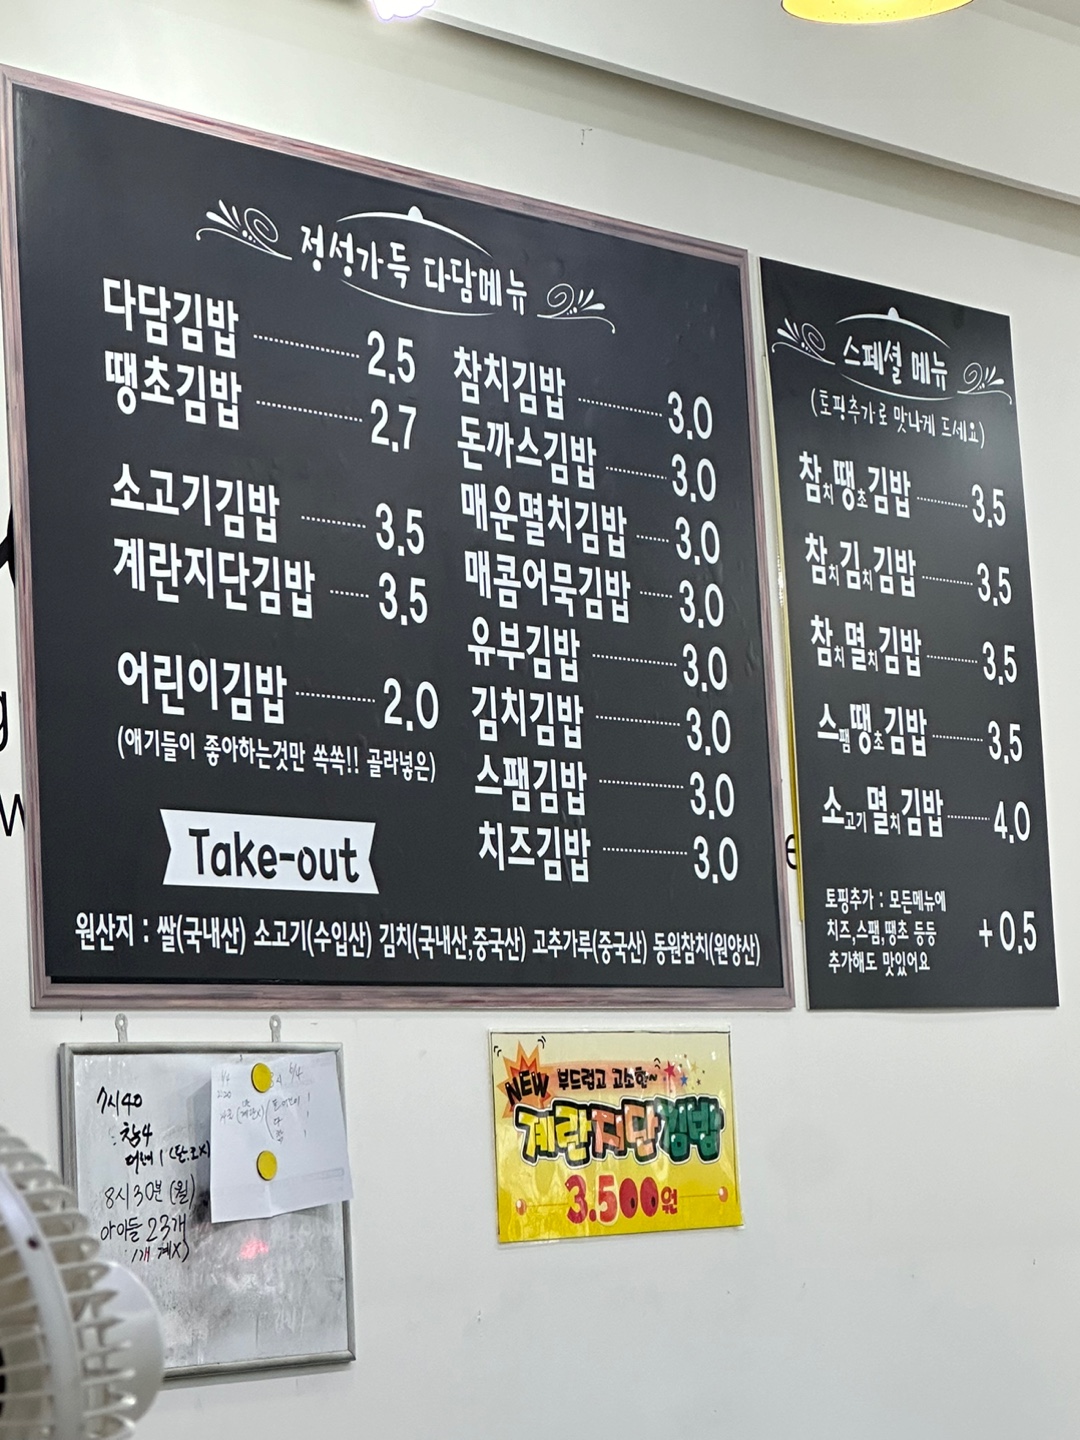 정성가득 다담메뉴
다담김밥 2.5
땡초김밥 2.7
소고기김밥 3.5
계란지단김밥 3.5
어린이김밥 2.0
(애기들이 좋아하는것만 쏙쏙!! 골라넣은)
Take-out
참치김밥 3.0
돈까스김밥 3.0
매운멸치김밥 3.0
매콤어묵김밥 3.0
유부김밥 3.0
김치김밥 3.0
스팸김밥 3.0
치즈김밥 3.0
원산지 : 쌀(국내산) 소고기(수입산) 김치(국내산,중국산) 고추가루(중국산) 동원참치(원양산)
스페셜 메뉴
(토핑추가로 맛나게 드세요)
참치땡초김밥 3.5
참치김치김밥 3.5
참치멸치김밥 3.5
스팸땡초김밥 3.5
소고기멸치김밥 4.0
토핑추가 : 모든메뉴에
치즈,스팸,땡초 등등
추가해도 맛있어요
+0.5
7시40
참4
8시30분 (월)
아이들 23개
NEW 부드럽고 고소한~
계란지단김밥
3.500원